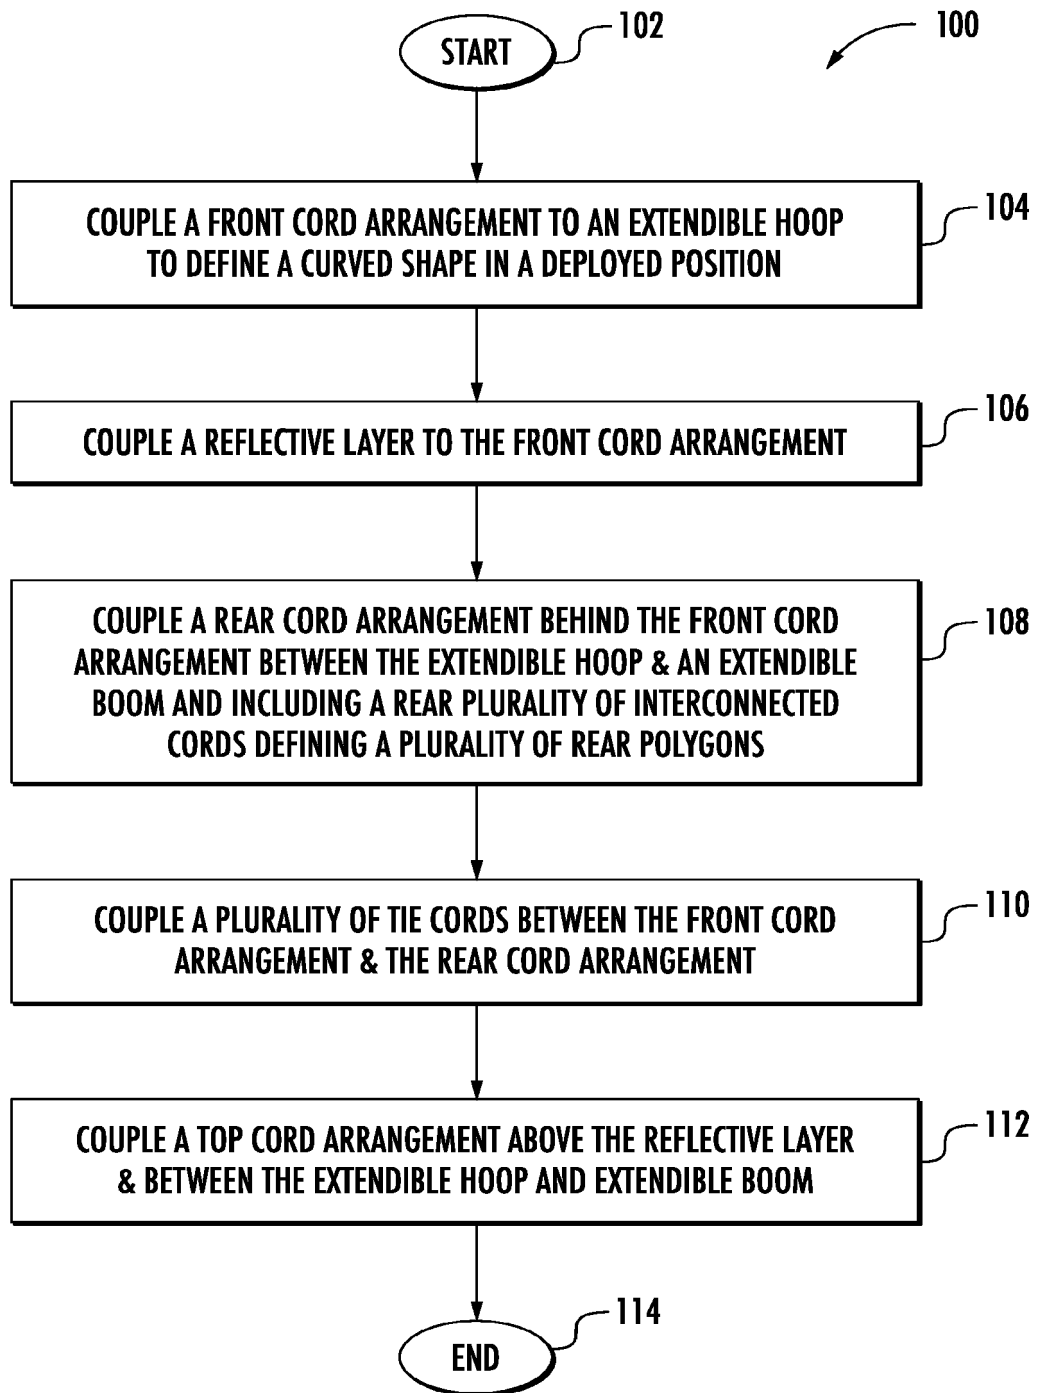 START
102
100
COUPLE A FRONT CORD ARRANGEMENT TO AN EXTENDIBLE HOOP
TO DEFINE A CURVED SHAPE IN A DEPLOYED POSITION
104
COUPLE A REFLECTIVE LAYER TO THE FRONT CORD ARRANGEMENT
106
COUPLE A REAR CORD ARRANGEMENT BEHIND THE FRONT CORD
ARRANGEMENT BETWEEN THE EXTENDIBLE HOOP & AN EXTENDIBLE
BOOM AND INCLUDING A REAR PLURALITY OF INTERCONNECTED
CORDS DEFINING A PLURALITY OF REAR POLYGONS
108
COUPLE A PLURALITY OF TIE CORDS BETWEEN THE FRONT CORD
ARRANGEMENT & THE REAR CORD ARRANGEMENT
110
COUPLE A TOP CORD ARRANGEMENT ABOVE THE REFLECTIVE LAYER
& BETWEEN THE EXTENDIBLE HOOP AND EXTENDIBLE BOOM
112
END
114